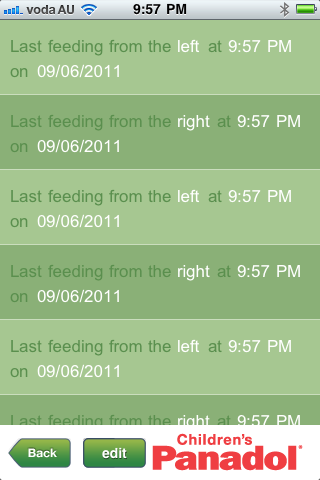 voda AU 9:57 PM
Last feeding from the left at 9:57 PM
on 09/06/2011
Last feeding from the right at 9:57 PM
on 09/06/2011
Last feeding from the left at 9:57 PM
on 09/06/2011
Last feeding from the right at 9:57 PM
on 09/06/2011
Last feeding from the left at 9:57 PM
on 09/06/2011
Last feeding from the right at 9:57 PM
Back edit Children's
Panadol